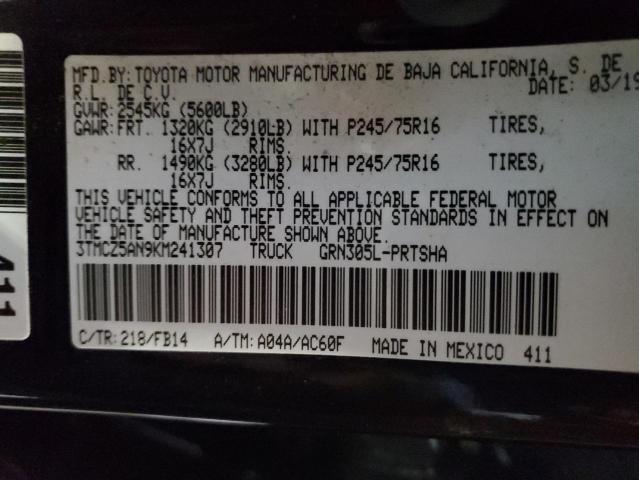 MFD.BY:TOYOTA MOTOR MANUFACTURING DE BAJA CALIFORNIA, S. DE
R.L. DE C.V. DATE: 03/19
GVWR:2545KG (5600LB)
GAWR:FRT. 1320KG (2910LB) WITH P245/75R16 TIRES,
16X7J RIMS.
RR. 1490KG (3280LB) WITH P245/75R16 TIRES,
16X7J RIMS.
THIS VEHICLE CONFORMS TO ALL APPLICABLE FEDERAL MOTOR
VEHICLE SAFETY AND THEFT PREVENTION STANDARDS IN EFFECT ON
THE DATE OF MANUFACTURE SHOWN ABOVE.
3TMCZ5AN9KM241307 TRUCK GRN305L-PRTSHA
C/TR:218/FB14 A/TM:A04A/AC60F MADE IN MEXICO 411
411